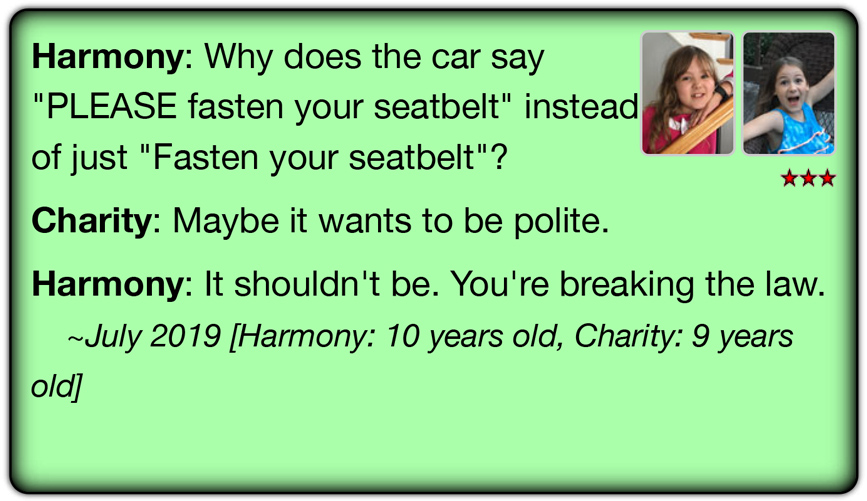 Harmony: Why does the car say
"PLEASE fasten your seatbelt" instead
of just "Fasten your seatbelt"?
Charity: Maybe it wants to be polite.
Harmony: It shouldn't be. You're breaking the law.
~July 2019 [Harmony: 10 years old, Charity: 9 years
old]